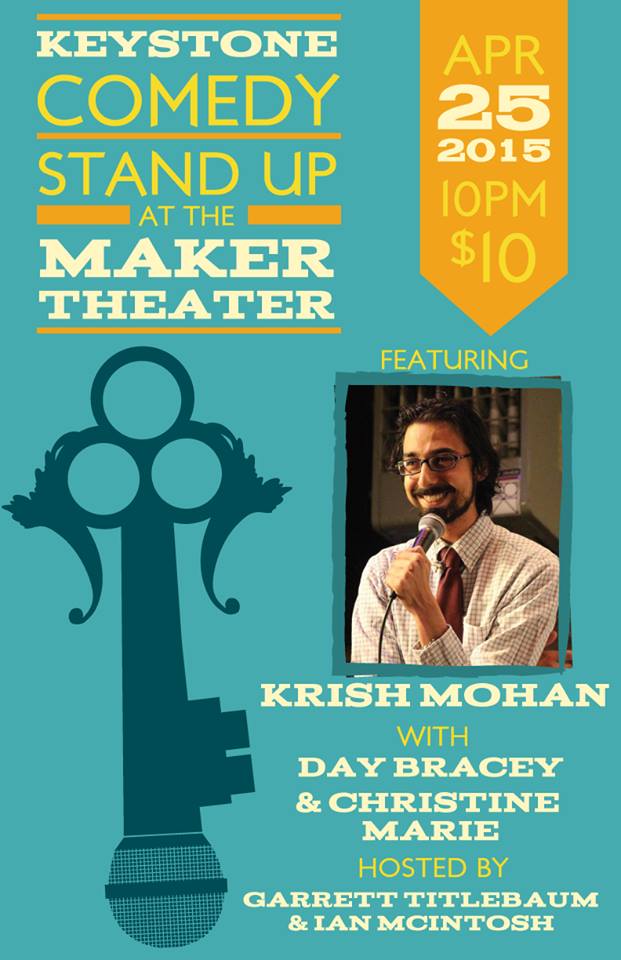 KEYSTONE
COMEDY
STAND UP
AT THE
MAKER
THEATER
APR
25
2015
10PM
$10
FEATURING
KRISH MOHAN
WITH
DAY BRACEY
& CHRISTINE
MARIE
HOSTED BY
GARRETT TITLEBAUM
& IAN MCINTOSH